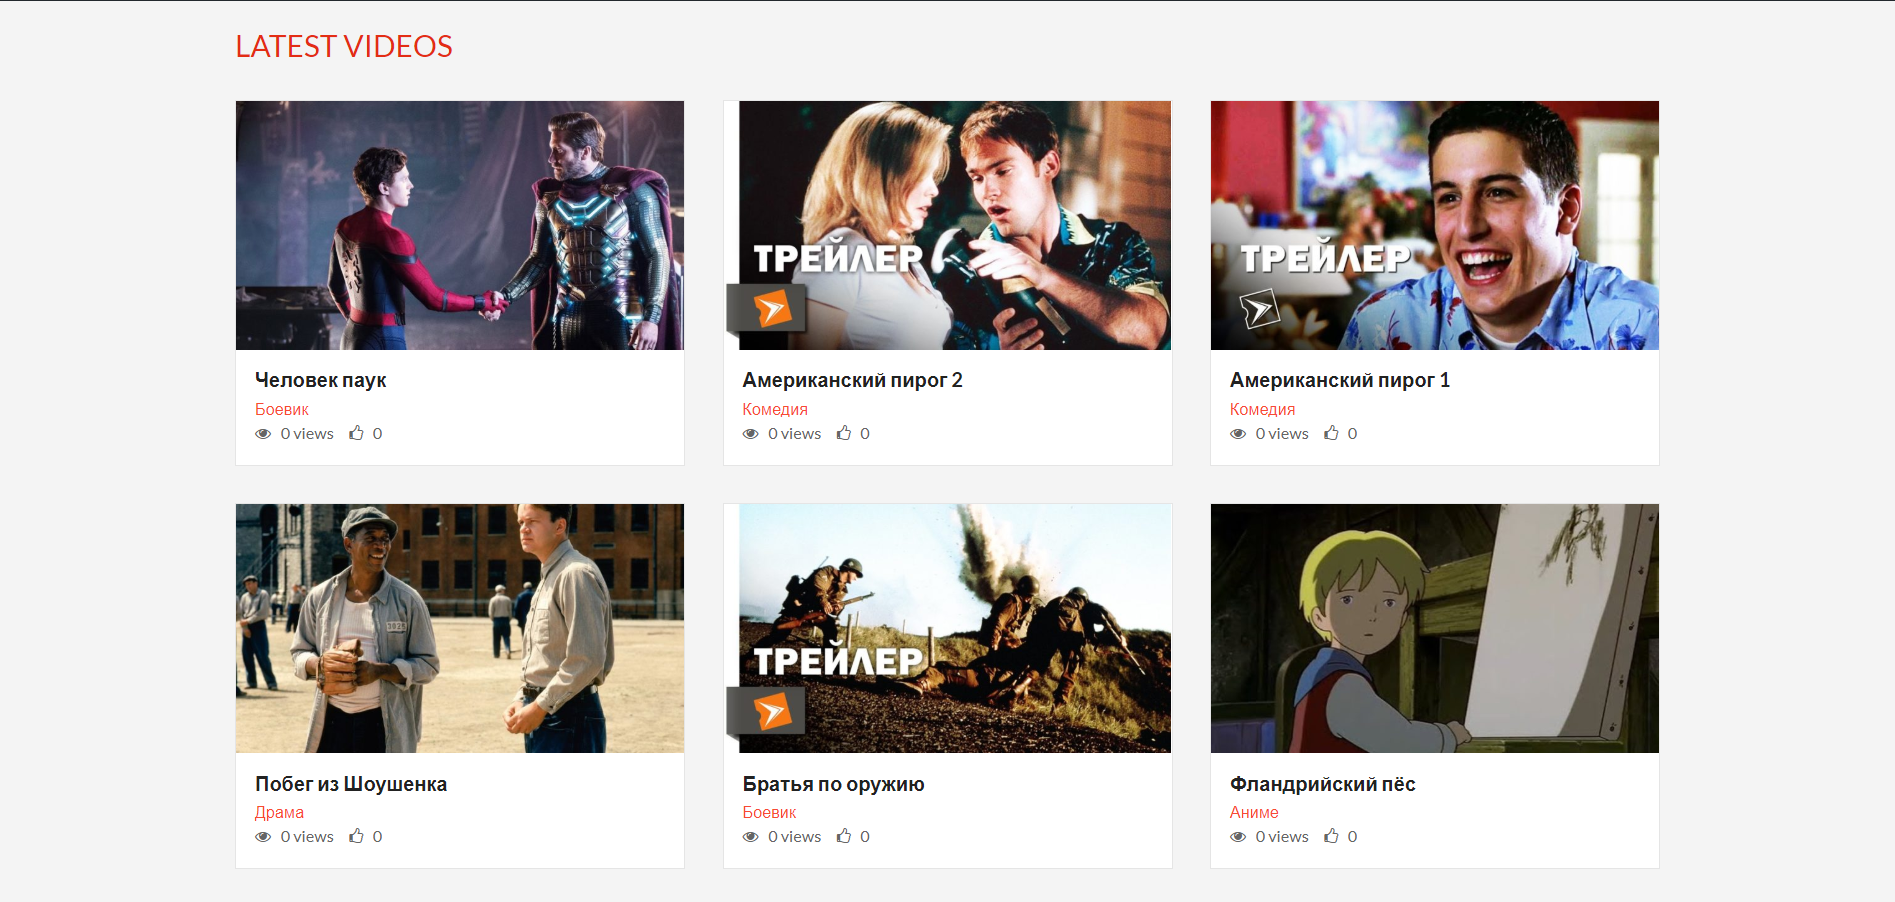 LATEST VIDEOS
ТРЕЙЛЕР
ТРЕЙЛЕР
Человек паук
Боевик
0 views 0
Американский пирог 2
Комедия
0 views 0
Американский пирог 1
Комедия
0 views 0
3026
ТРЕЙЛЕР
Побег из Шоушенка
Драма
0 views 0
Братья по оружию
Боевик
0 views 0
Фландрийский пёс
Аниме
0 views 0